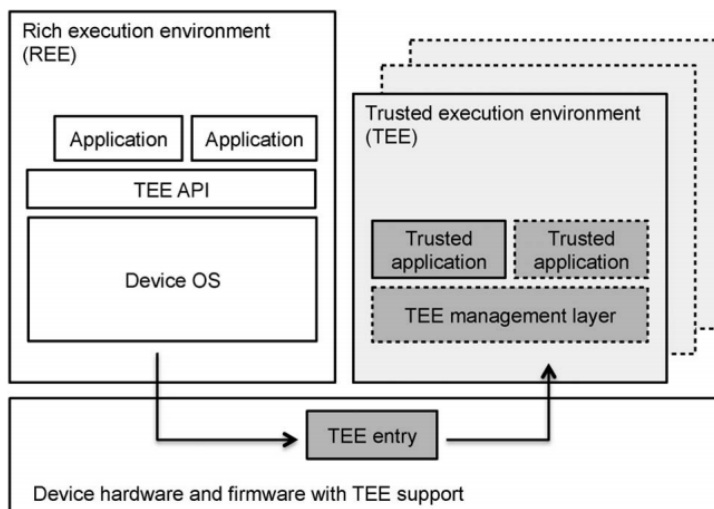 Rich execution environment
(REE)
Application
Application
TEE API
Device OS
Trusted execution environment
(TEE)
Trusted
application
Trusted
application
TEE management layer
TEE entry
Device hardware and firmware with TEE support